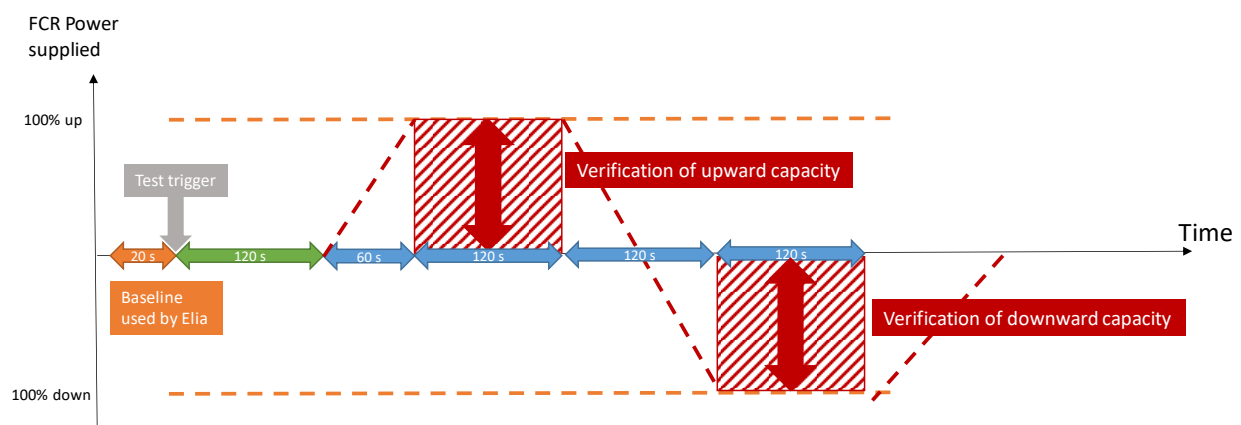 FCR Power
supplied
100% up
Test trigger
Verification of upward capacity
Time
20 s
120 s
60 s
120 s
120 s
120 s
Baseline
used by Elia
Verification of downward capacity
100% down